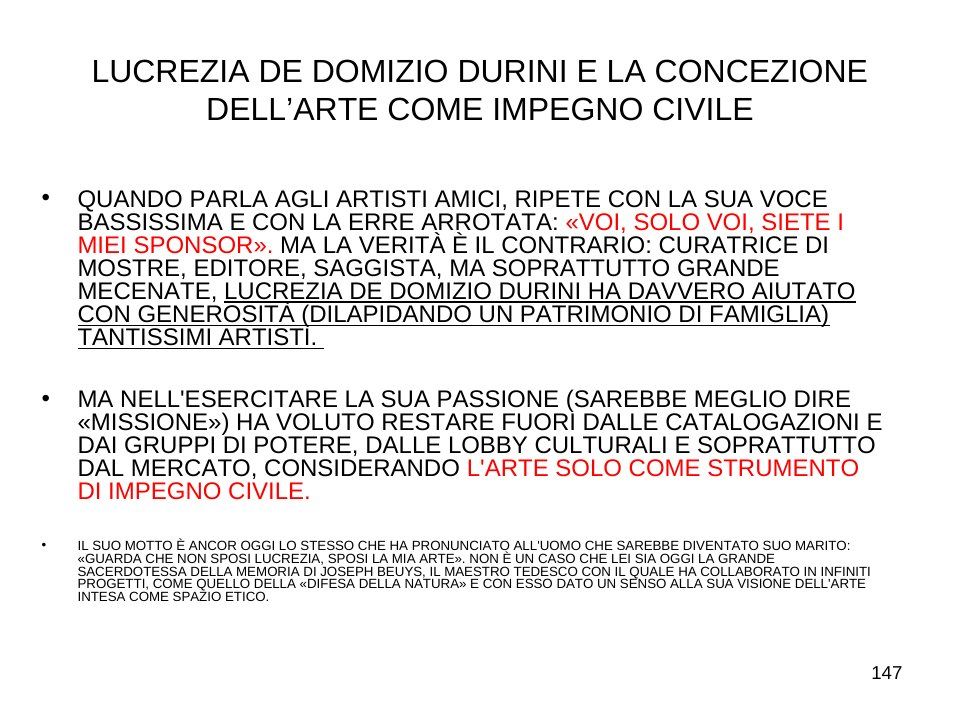 LUCREZIA DE DOMIZIO DURINI E LA CONCEZIONE
DELL’ARTE COME IMPEGNO CIVILE
• QUANDO PARLA AGLI ARTISTI AMICI, RIPETE CON LA SUA VOCE
BASSISSIMA E CON LA ERRE ARROTATA: «VOI, SOLO VOI, SIETE I
MIEI SPONSOR». MA LA VERITÀ È IL CONTRARIO: CURATRICE DI
MOSTRE, EDITORE, SAGGISTA, MA SOPRATTUTTO GRANDE
MECENATE, LUCREZIA DE DOMIZIO DURINI HA DAVVERO AIUTATO
CON GENEROSITÀ (DILAPIDANDO UN PATRIMONIO DI FAMIGLIA)
TANTISSIMI ARTISTI.
• MA NELL'ESERCITARE LA SUA PASSIONE (SAREBBE MEGLIO DIRE
«MISSIONE») HA VOLUTO RESTARE FUORI DALLE CATALOGAZIONI E
DAI GRUPPI DI POTERE, DALLE LOBBY CULTURALI E SOPRATTUTTO
DAL MERCATO, CONSIDERANDO L'ARTE SOLO COME STRUMENTO
DI IMPEGNO CIVILE.
• IL SUO MOTTO È ANCOR OGGI LO STESSO CHE HA PRONUNCIATO ALL'UOMO CHE SAREBBE DIVENTATO SUO MARITO:
«GUARDA CHE NON SPOSI LUCREZIA, SPOSI LA MIA ARTE». NON È UN CASO CHE LEI SIA OGGI LA GRANDE
SACERDOTESSA DELLA MEMORIA DI JOSEPH BEUYS, IL MAESTRO TEDESCO CON IL QUALE HA COLLABORATO IN INFINITI
PROGETTI, COME QUELLO DELLA «DIFESA DELLA NATURA» E CON ESSO DATO UN SENSO ALLA SUA VISIONE DELL'ARTE
INTESA COME SPAZIO ETICO.
147